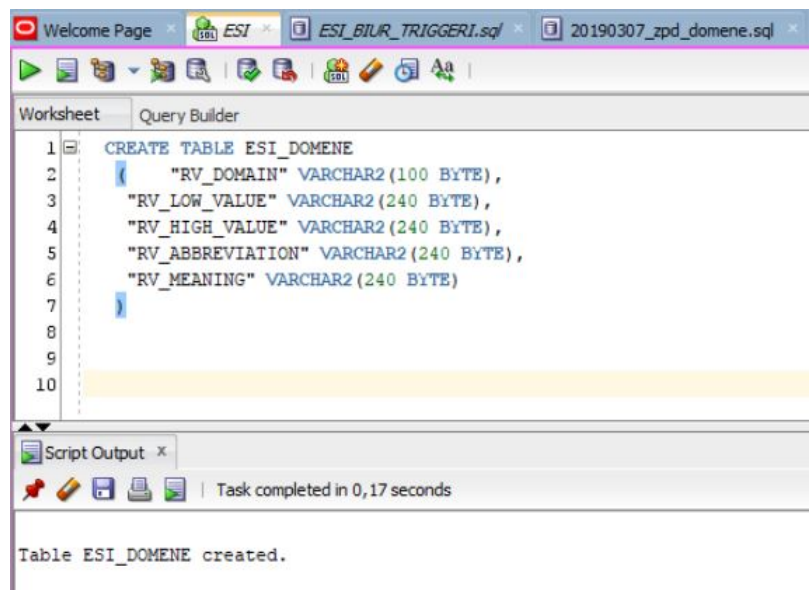 Welcome Page ESI ESI_BIUR_TRIGGERI.sql 20190307_zpd_domene.sql
Worksheet Query Builder
1 CREATE TABLE ESI_DOMENE
2 ( "RV_DOMAIN" VARCHAR2(100 BYTE),
3 "RV_LOW_VALUE" VARCHAR2(240 BYTE),
4 "RV_HIGH_VALUE" VARCHAR2(240 BYTE),
5 "RV_ABBREVIATION" VARCHAR2(240 BYTE),
6 "RV_MEANING" VARCHAR2(240 BYTE)
7 )
8
9
10
Script Output x
Task completed in 0,17 seconds
Table ESI_DOMENE created.